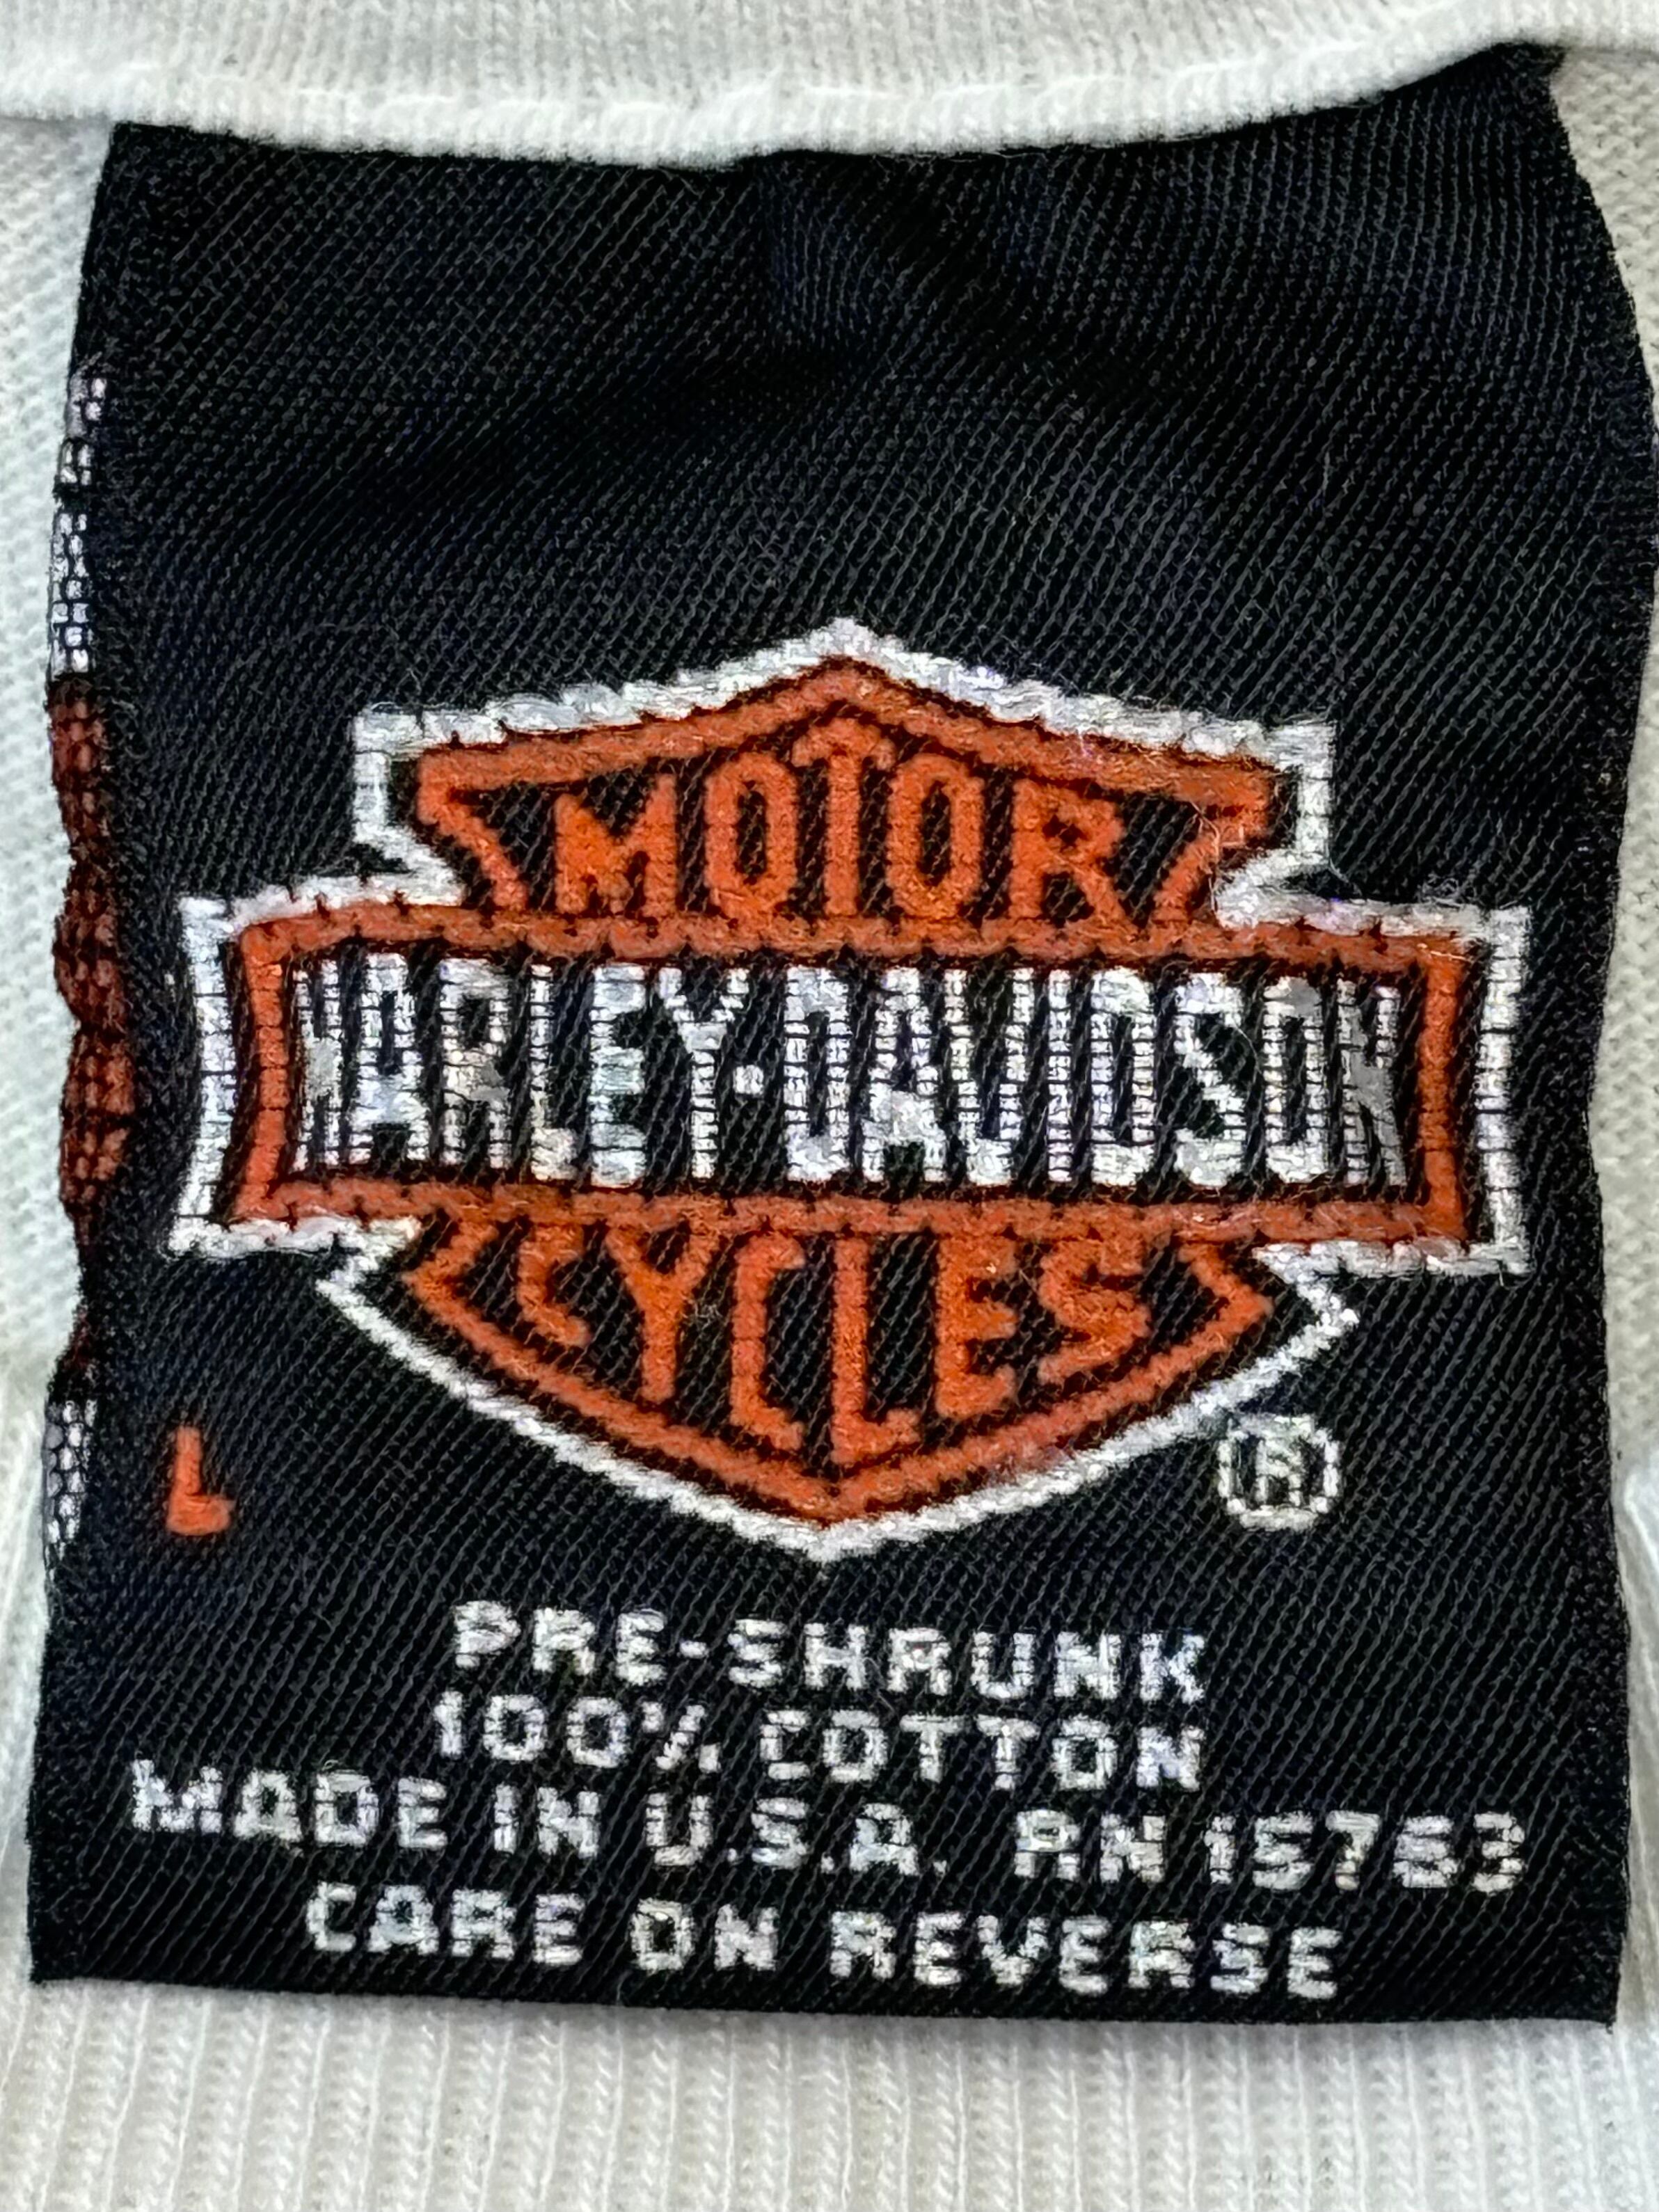 MOTOR
HARLEY-DAVIDSON
CYCLES
L
®
PRE-SHRUNK
100% COTTON
MADE IN U.S.A. RN 15763
CARE ON REVERSE